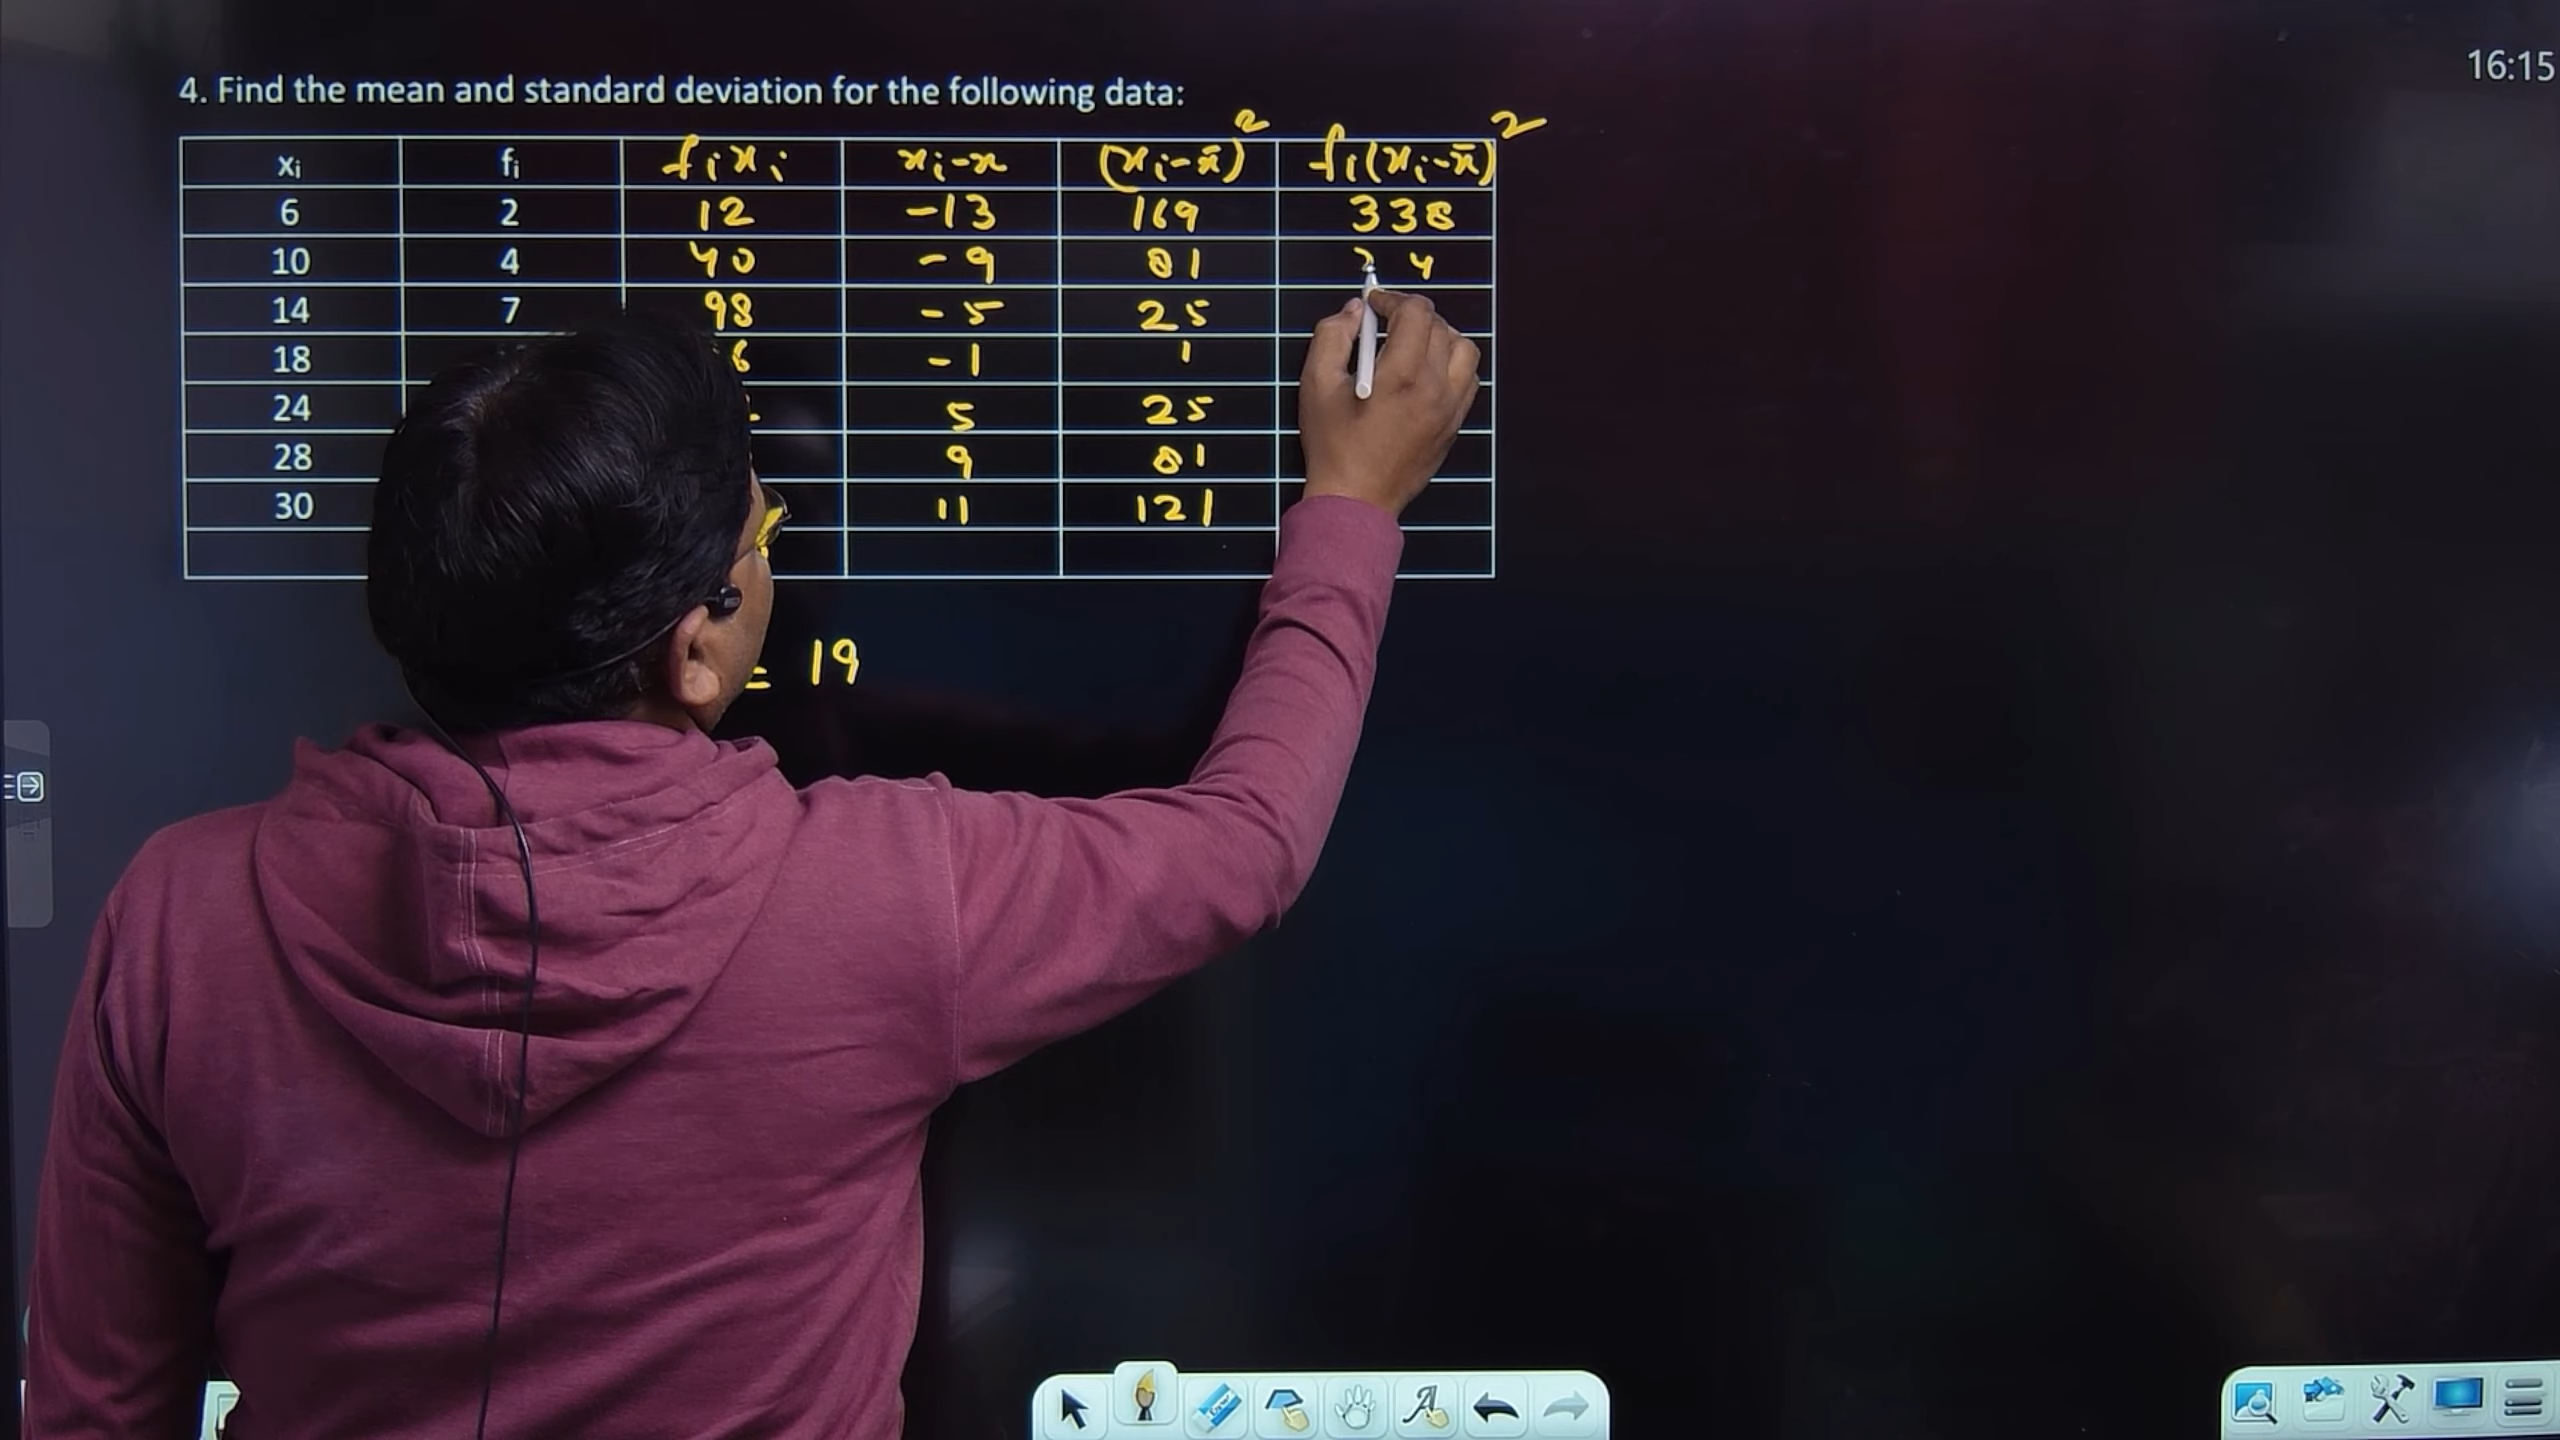 16:15
4. Find the mean and standard deviation for the following data:
xᵢ fᵢ fᵢxᵢ xᵢ-x (xᵢ-x̄)² fᵢ(xᵢ-x̄)²
6 2 12 -13 169 338
10 4 40 -9 81 4
14 7 98 -5 25
18 6 -1 1
24 5 25
28 9 81
30 11 121
= 19